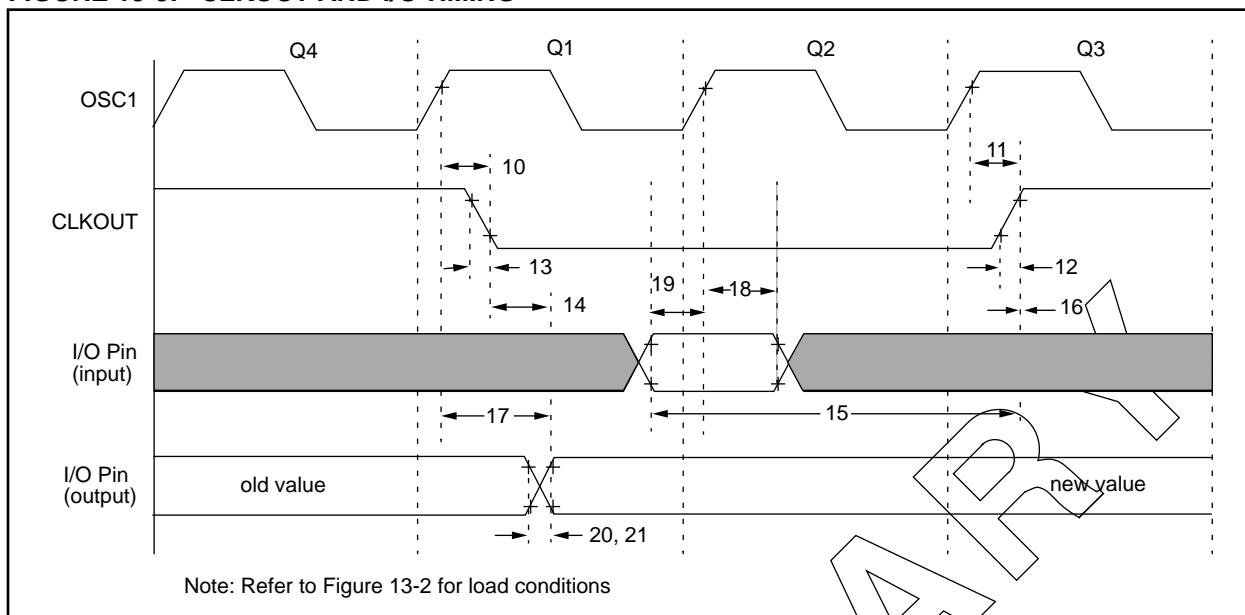 Q4 Q1 Q2 Q3
OSC1
10
11
CLKOUT
13
12
19
18
14
16
I/O Pin
(input)
17
15
I/O Pin
(output)
old value
new value
20, 21
Note: Refer to Figure 13-2 for load conditions